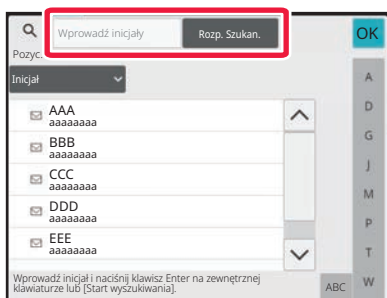 Wprowadź inicjały
Rozp. Szukan.
OK
Pozyc.
Inicjał
AAA
aaaaaaaa
BBB
aaaaaaaa
CCC
aaaaaaaa
DDD
aaaaaaaa
EEE
aaaaaaaa
A
D
G
J
M
P
T
W
ABC
Wprowadź inicjał i naciśnij klawisz Enter na zewnętrznej
klawiaturze lub [Start wyszukiwania].